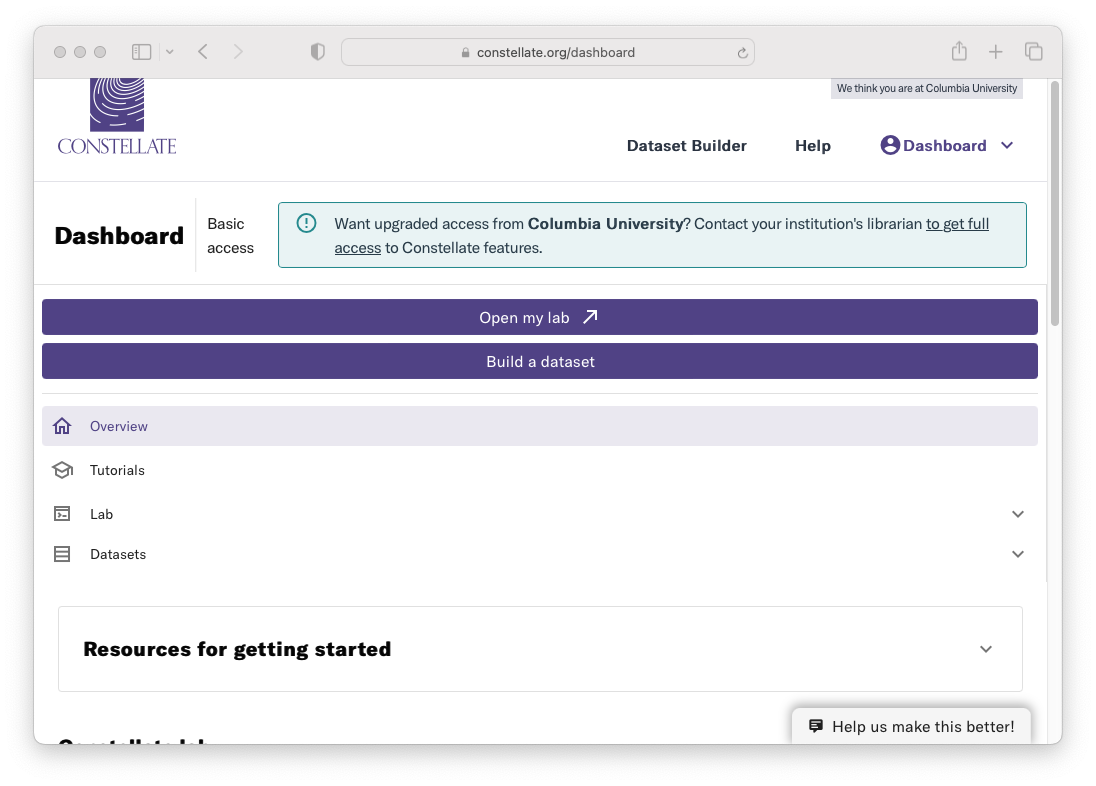 constellate.org/dashboard
We think you are at Columbia University
CONSTELLATE
Dataset Builder
Help
Dashboard
Dashboard
Basic
access
Want upgraded access from Columbia University? Contact your institution's librarian to get full
access to Constellate features.
Open my lab
Build a dataset
Overview
Tutorials
Lab
Datasets
Resources for getting started
Constellate lab
Help us make this better!